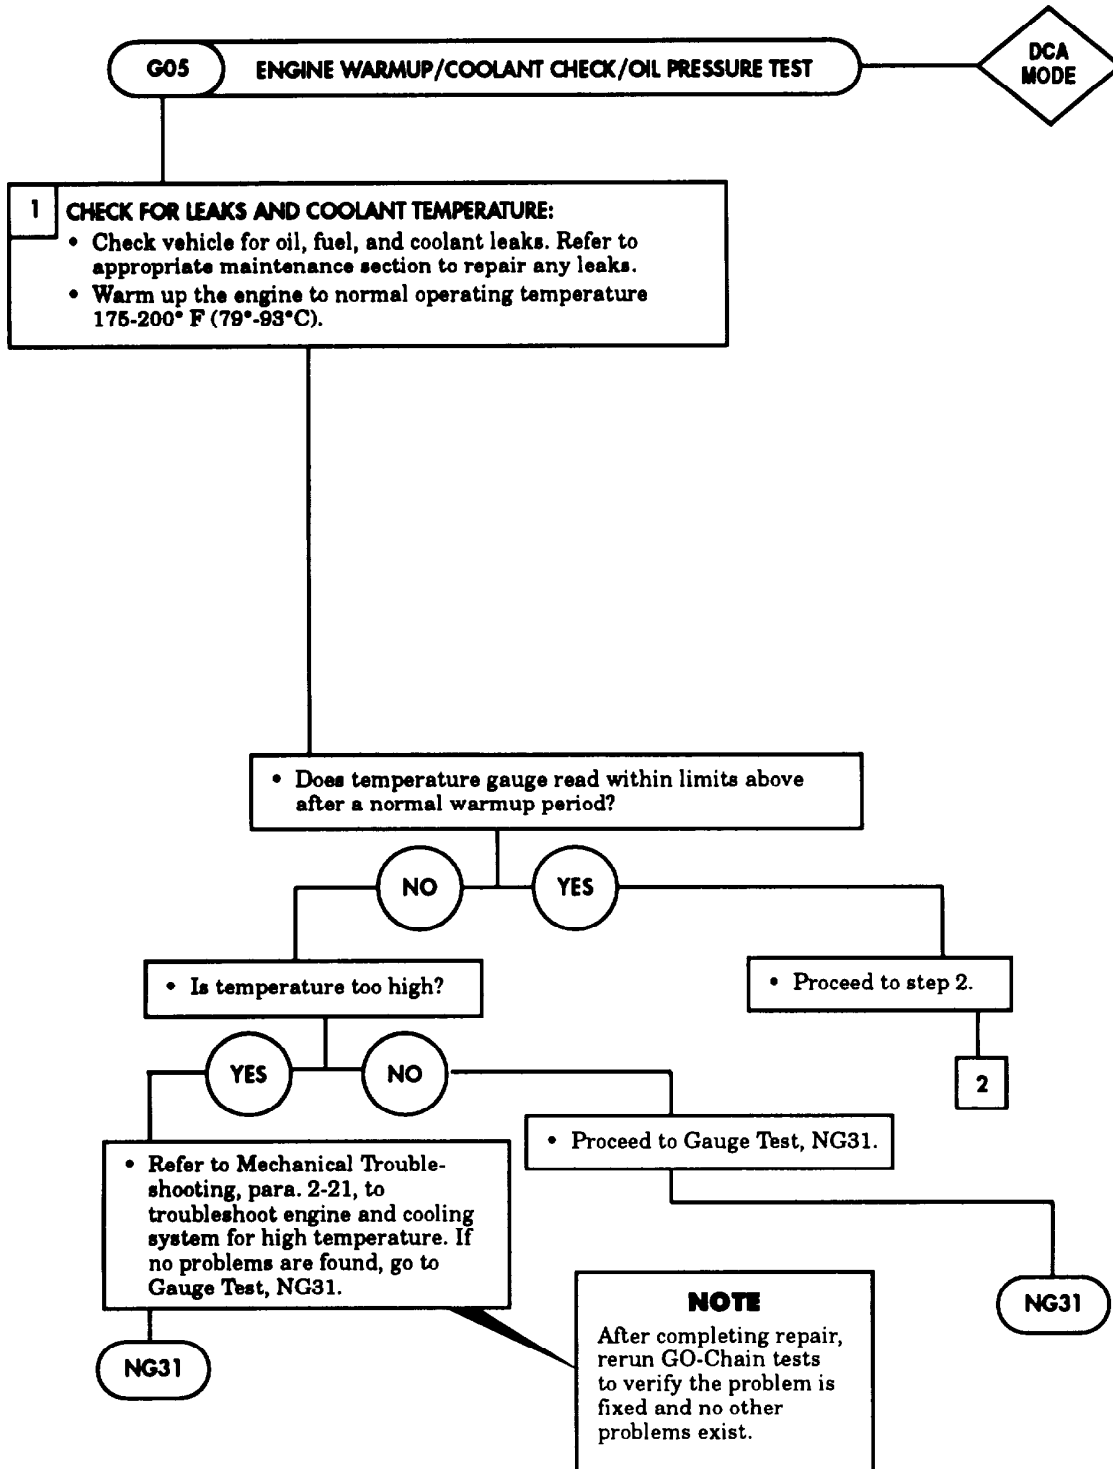 G05 ENGINE WARMUP/COOLANT CHECK/OIL PRESSURE TEST
DCA
MODE
1 CHECK FOR LEAKS AND COOLANT TEMPERATURE:
• Check vehicle for oil, fuel, and coolant leaks. Refer to
appropriate maintenance section to repair any leaks.
• Warm up the engine to normal operating temperature
175-200° F (79°-93°C).
• Does temperature gauge read within limits above
after a normal warmup period?
NO
YES
• Is temperature too high?
• Proceed to step 2.
YES
NO
2
• Proceed to Gauge Test, NG31.
• Refer to Mechanical Trouble-
shooting, para. 2-21, to
troubleshoot engine and cooling
system for high temperature. If
no problems are found, go to
Gauge Test, NG31.
NG31
NG31
NOTE
After completing repair,
rerun GO-Chain tests
to verify the problem is
fixed and no other
problems exist.